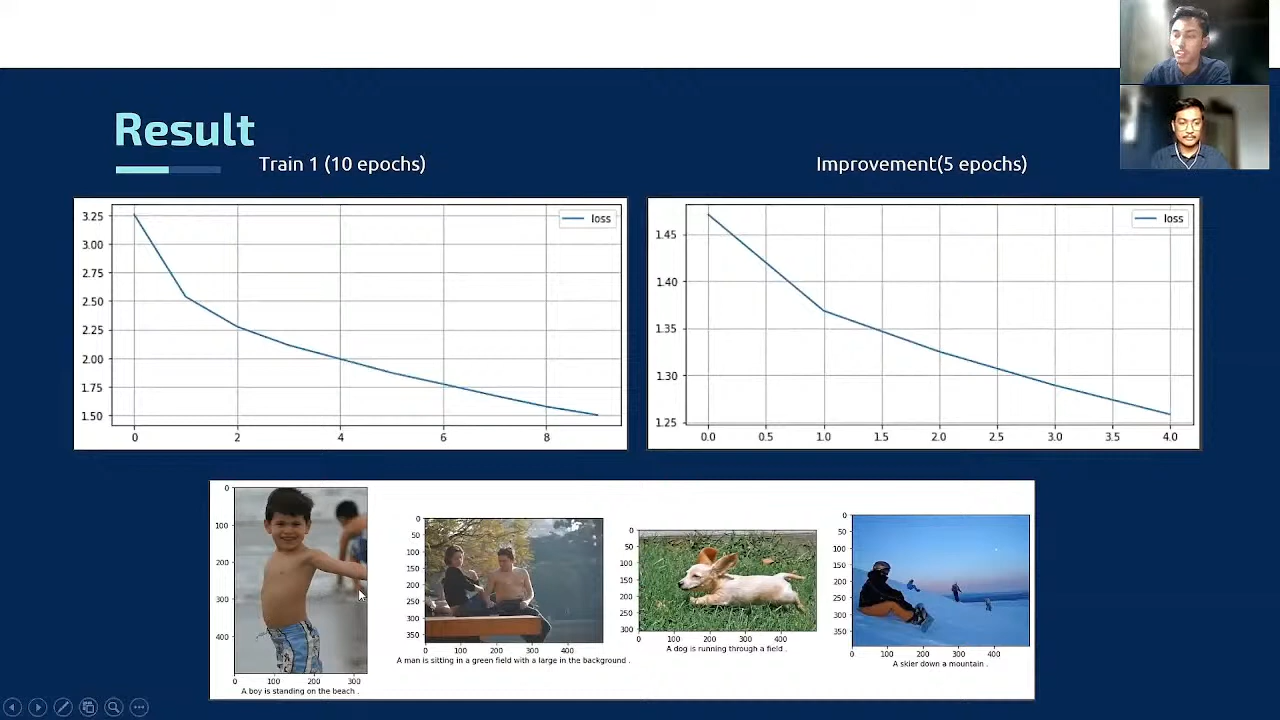 Result
Train 1 (10 epochs)
Improvement(5 epochs)
loss
3.25
3.00
2.75
2.50
2.25
2.00
1.75
1.50
0 2 4 6 8
loss
1.45
1.40
1.35
1.30
1.25
0.0 0.5 1.0 1.5 2.0 2.5 3.0 3.5 4.0
0
100
200
300
400
0 100 200 300
A boy is standing on the beach .
0
50
100
150
200
250
300
350
0 100 200 300 400
A man is sitting in a green field with a large in the background .
0
50
100
150
200
250
300
0 100 200 300 400
A dog is running through a field .
0
50
100
150
200
250
300
350
0 100 200 300 400
A skier down a mountain .